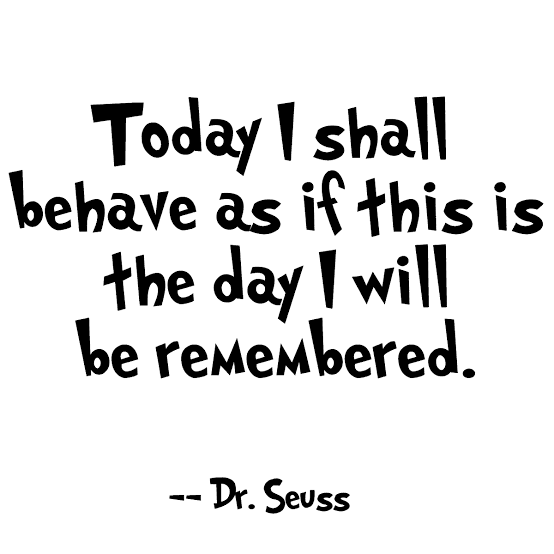 Today I shall
behave as if this is
the day I will
be remembered.
-- Dr. Seuss